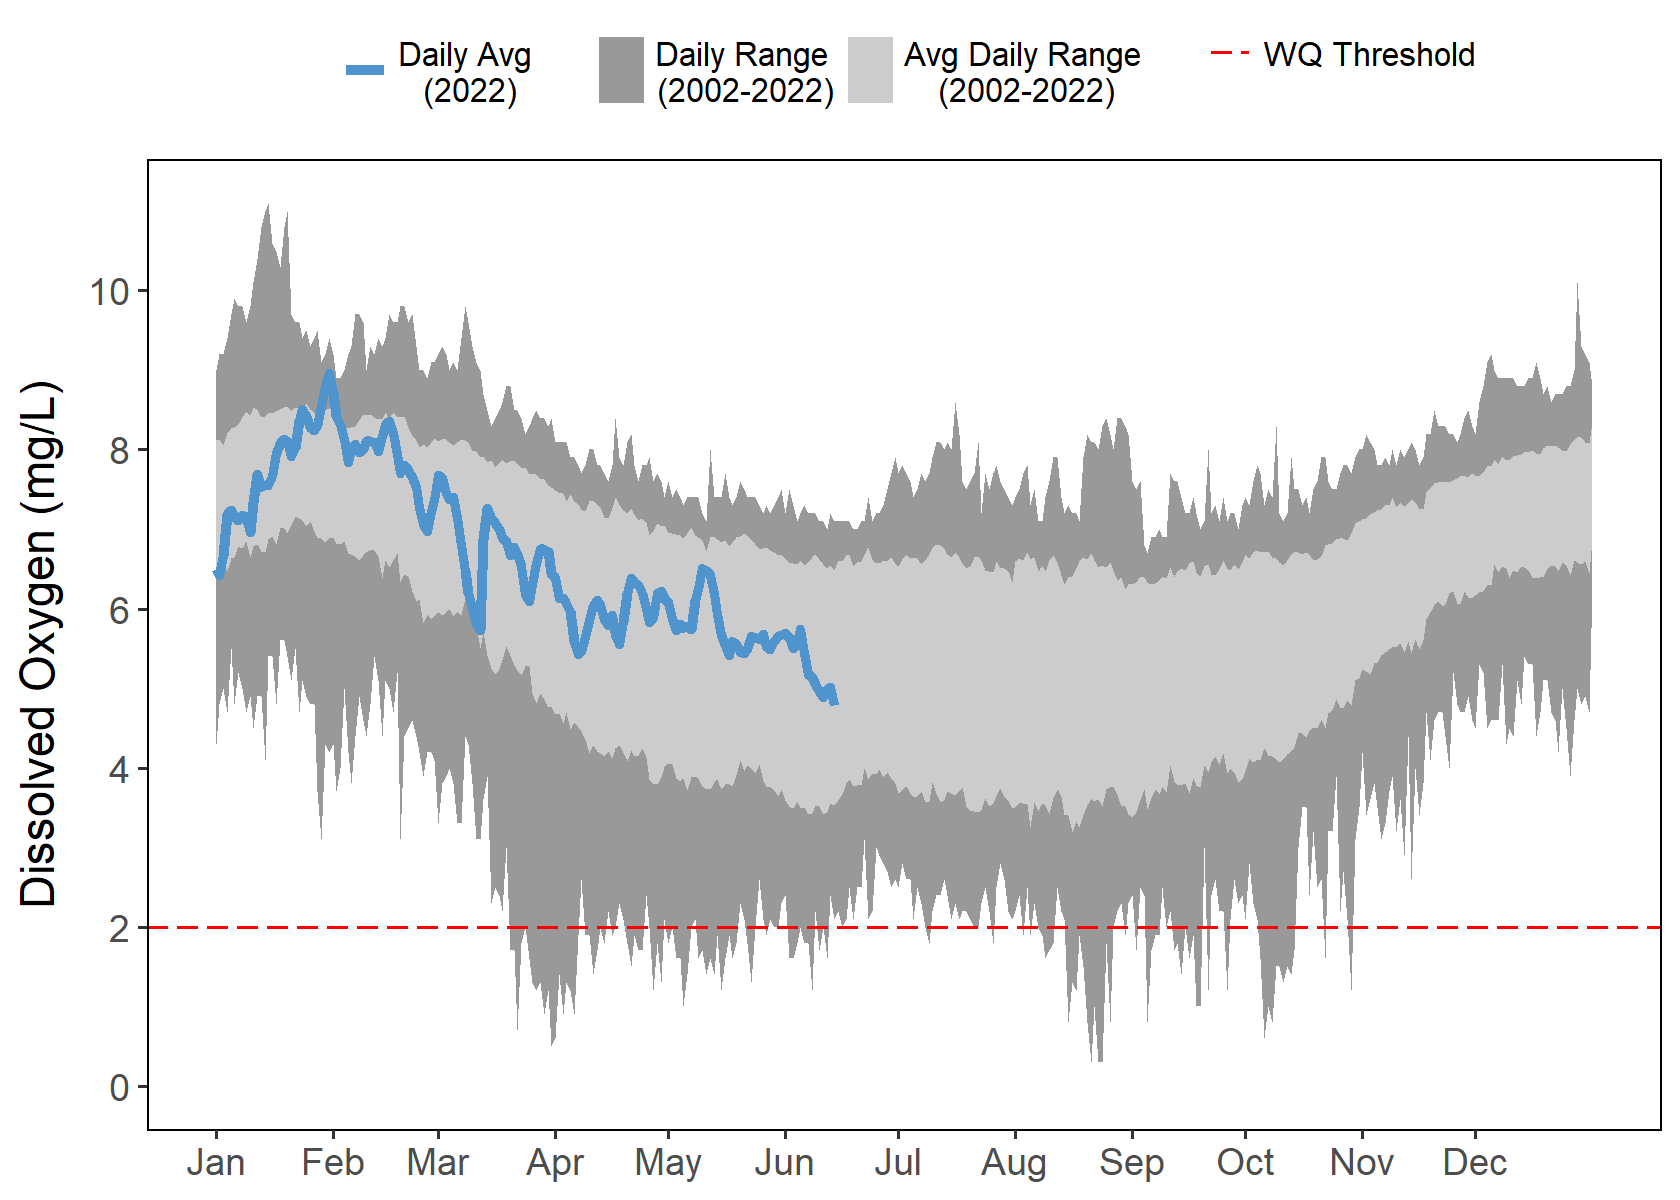 Daily Avg
(2022)
Daily Range
(2002-2022)
Avg Daily Range
(2002-2022)
WQ Threshold
Dissolved Oxygen (mg/L)
10
8
6
4
2
0
Jan Feb Mar Apr May Jun Jul Aug Sep Oct Nov Dec